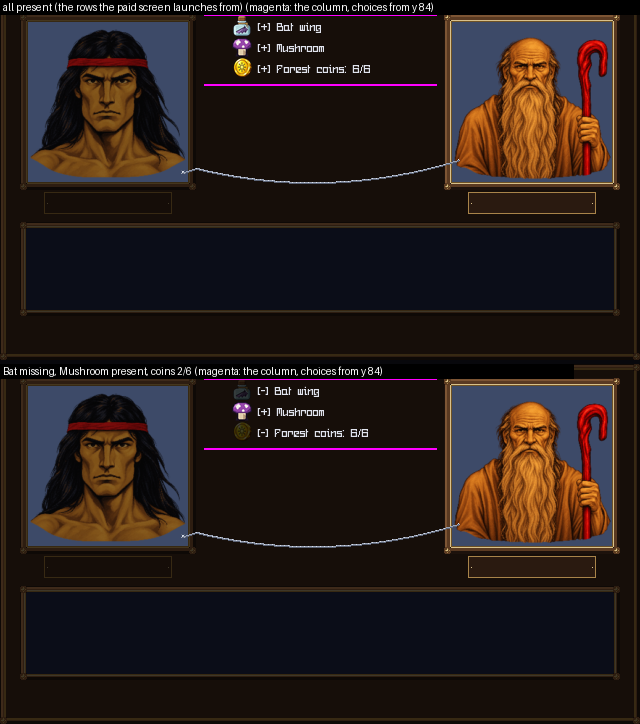 all present (the rows the paid screen launches from) (magenta: the column, choices from y 84)
[+] Bat wing
[+] Mushroom
[+] Forest coins: 6/6
Bat missing, Mushroom present, coins 2/6 (magenta: the column, choices from y 84)
[-] Bat wing
[+] Mushroom
[-] Forest coins: 6/6